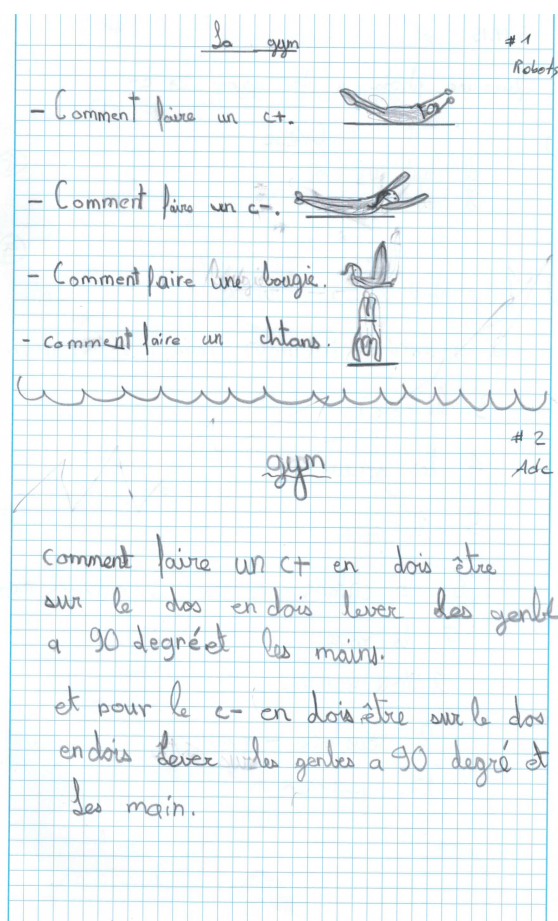 La gym
#1
Robots
- Comment faire un c+.
- Comment faire un c-.
- Comment faire une bougie.
- comment faire un chtans.
#2
Adc
gym
comment faire un c+ en dois être
sur le dos en dois lever les genbe
a 90 degré et les mains.
et pour le c- en dois être sur le dos
en dois lever les genbes a 90 degré et
les main.